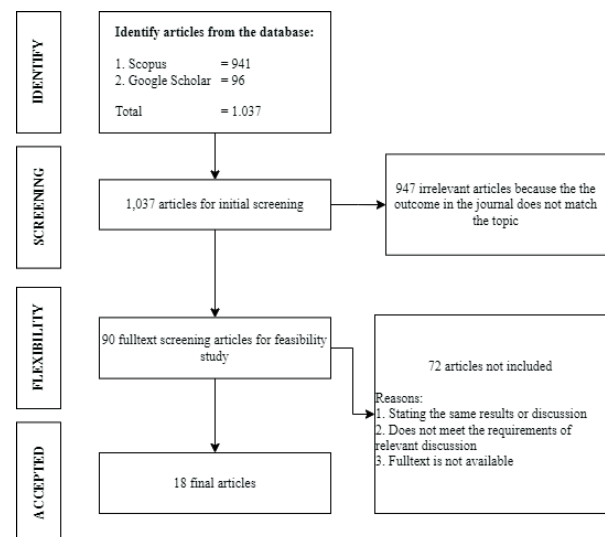 IDENTIFY
Identify articles from the database:
1. Scopus = 941
2. Google Scholar = 96
Total = 1.037
SCREENING
1,037 articles for initial screening
947 irrelevant articles because the the
outcome in the journal does not match
the topic
FLEXIBILITY
90 fulltext screening articles for feasibility
study
72 articles not included
Reasons:
1. Stating the same results or discussion
2. Does not meet the requirements of
relevant discussion
3. Fulltext is not available
ACCEPTED
18 final articles